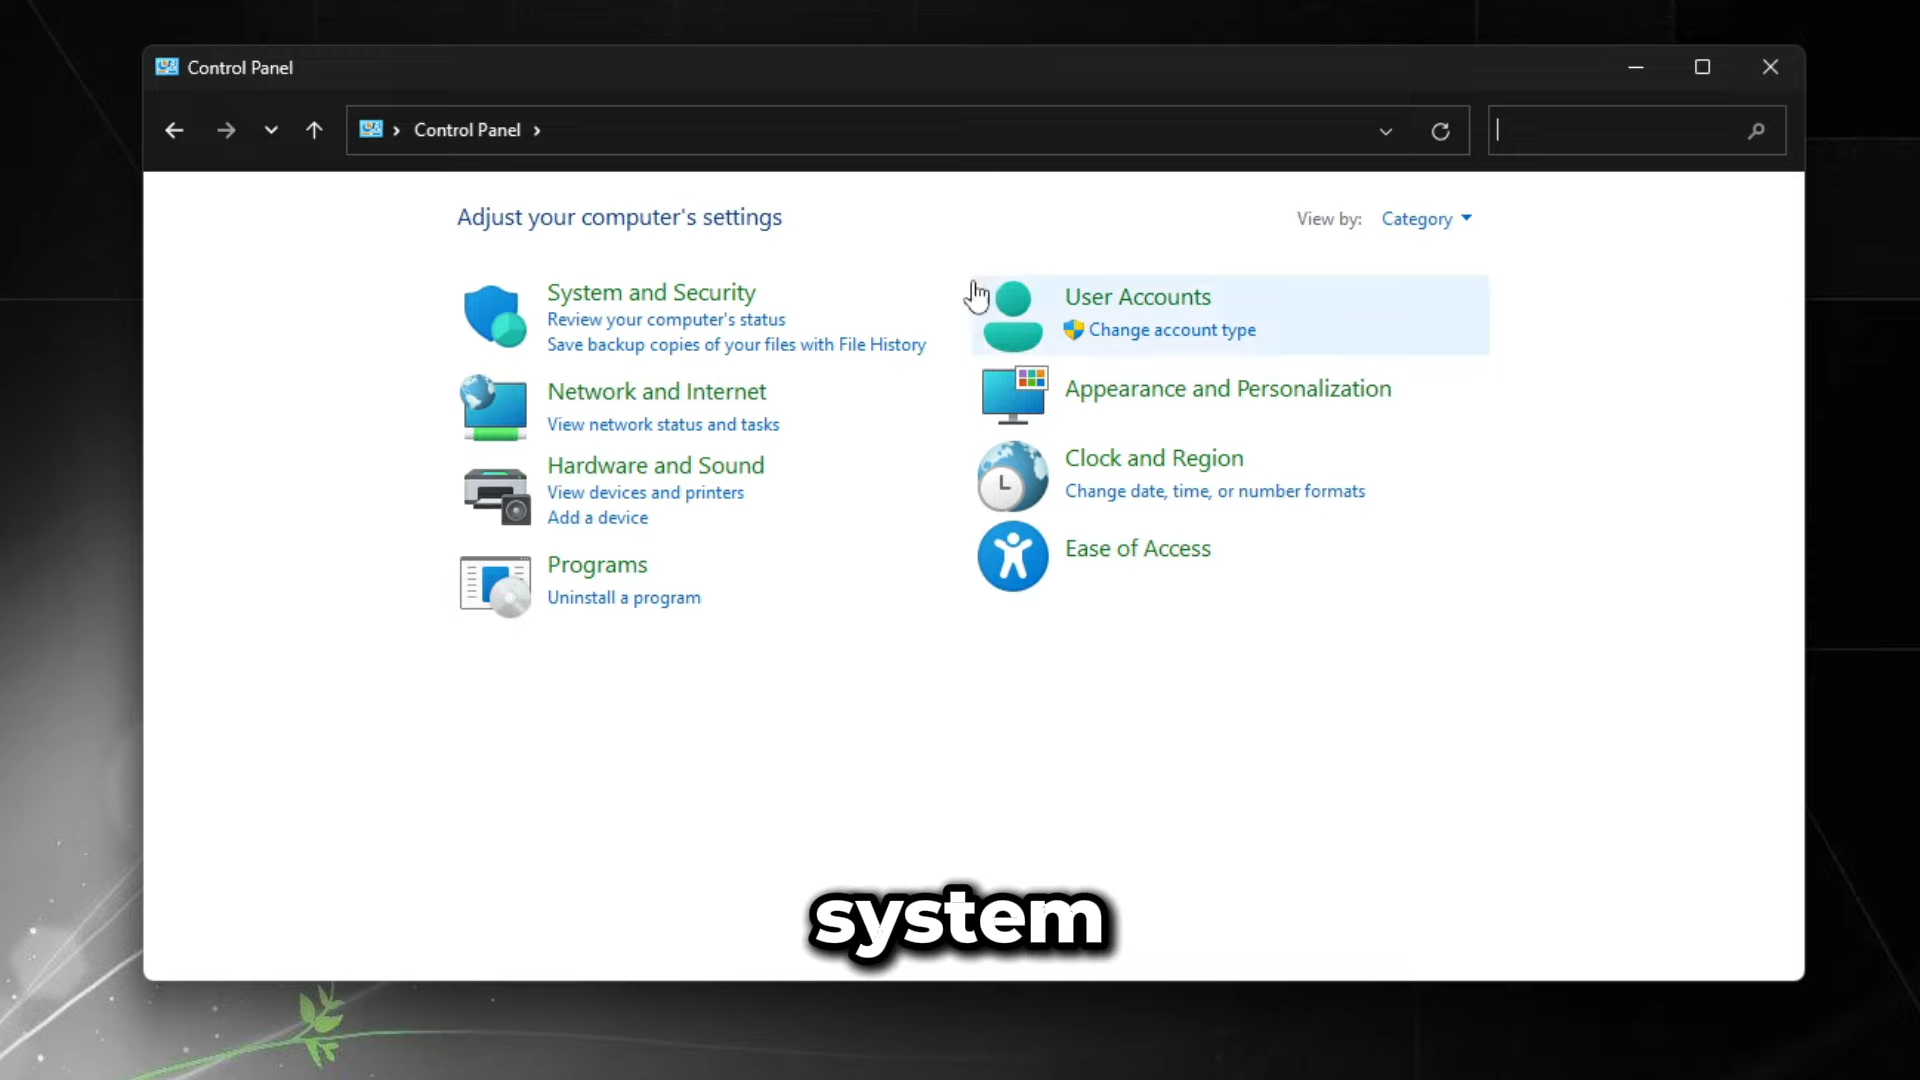 Control Panel
Control Panel
Adjust your computer's settings
View by: Category
System and Security
Review your computer's status
Save backup copies of your files with File History
Network and Internet
View network status and tasks
Hardware and Sound
View devices and printers
Add a device
Programs
Uninstall a program
User Accounts
Change account type
Appearance and Personalization
Clock and Region
Change date, time, or number formats
Ease of Access
system